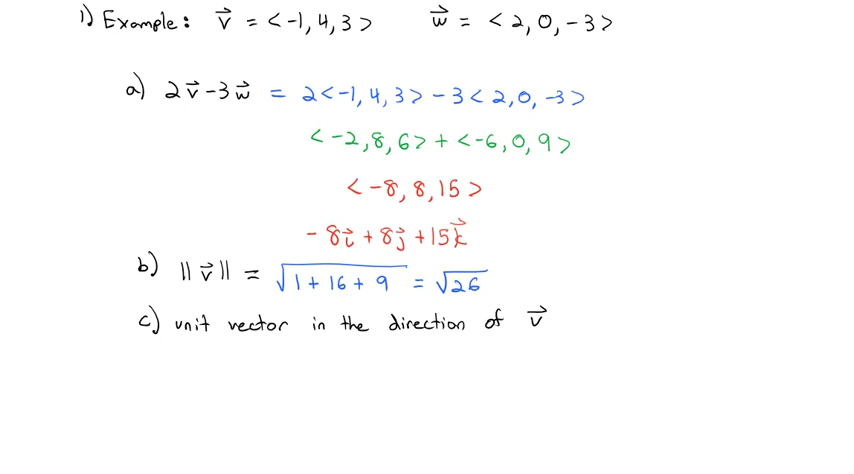 1) Example: v⃗ = < -1, 4, 3 > w⃗ = < 2, 0, -3 >
a) 2v⃗ - 3w⃗ = 2 < -1, 4, 3 > - 3 < 2, 0, -3 >
< -2, 8, 6 > + < -6, 0, 9 >
< -8, 8, 15 >
- 8i⃗ + 8j⃗ + 15k⃗
b) || v⃗ || = √(1 + 16 + 9) = √26
c) unit vector in the direction of v⃗